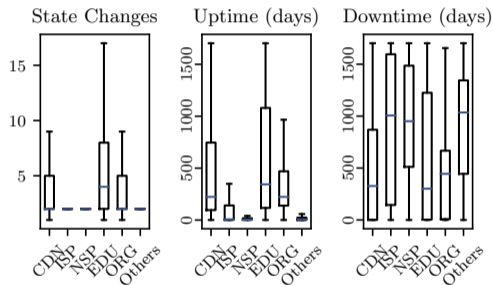 State Changes
Uptime (days)
Downtime (days)
15
10
5
1500
1000
500
0
1500
1000
500
0
CDN
ISP
NSP
EDU
ORG
Others
CDN
ISP
NSP
EDU
ORG
Others
CDN
ISP
NSP
EDU
ORG
Others